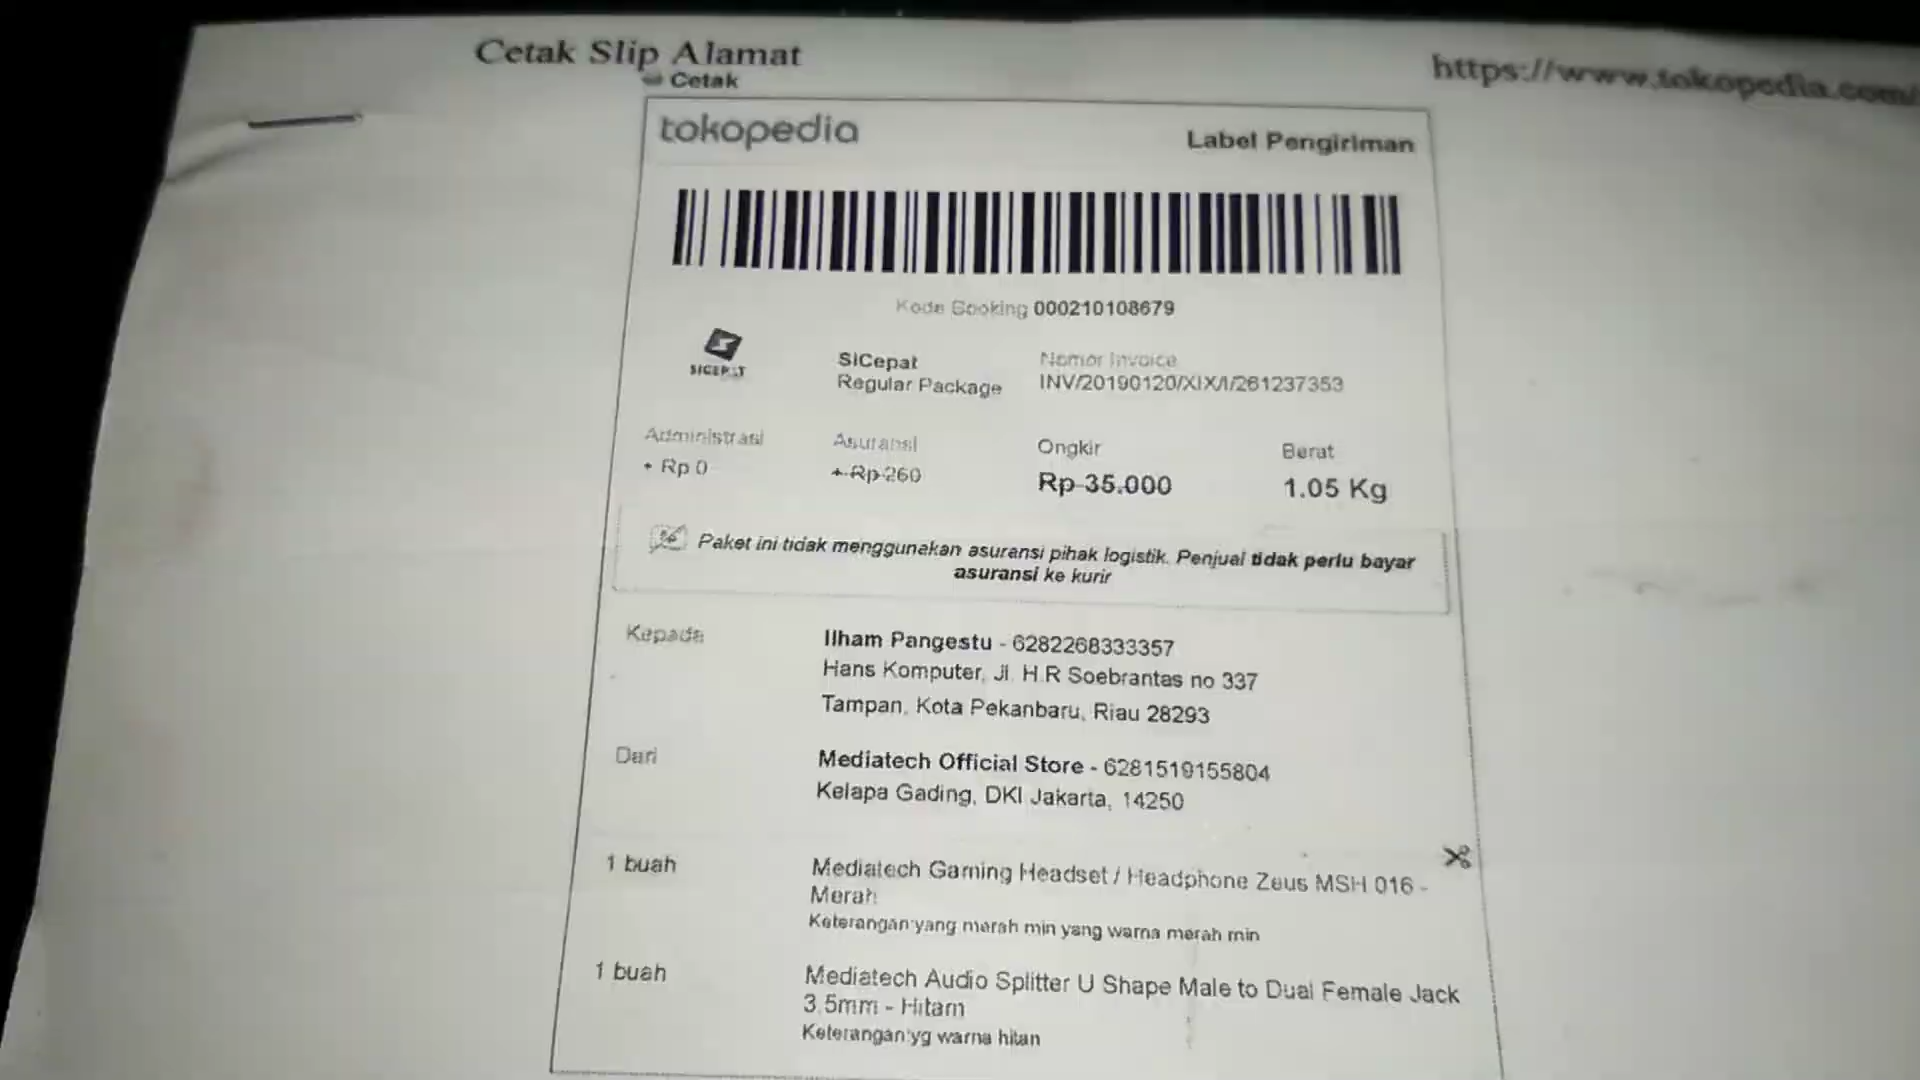 Cetak Slip Alamat
https://www.tokopedia.com/
Cetak
tokopedia
Label Pengiriman
Kode Booking 000210108679
SICEPAT
SiCepat
Regular Package
Nomor Invoice
INV/20190120/XIX/I/261237353
Administrasi
+ Rp 0
Asuransi
+ Rp 260
Ongkir
Rp 35.000
Berat
1.05 Kg
Paket ini tidak menggunakan asuransi pihak logistik. Penjual tidak perlu bayar
asuransi ke kurir
Kepada
Ilham Pangestu - 6282268333357
Hans Komputer, Jl. H.R Soebrantas no 337
Tampan, Kota Pekanbaru, Riau 28293
Dari
Mediatech Official Store - 6281519155804
Kelapa Gading, DKI Jakarta, 14250
1 buah
Mediatech Gaming Headset / Headphone Zeus MSH 016 -
Merah
Keterangan:yang merah min yang warna merah min
1 buah
Mediatech Audio Splitter U Shape Male to Dual Female Jack
3.5mm - Hitam
Keterangan:yg warna hitan